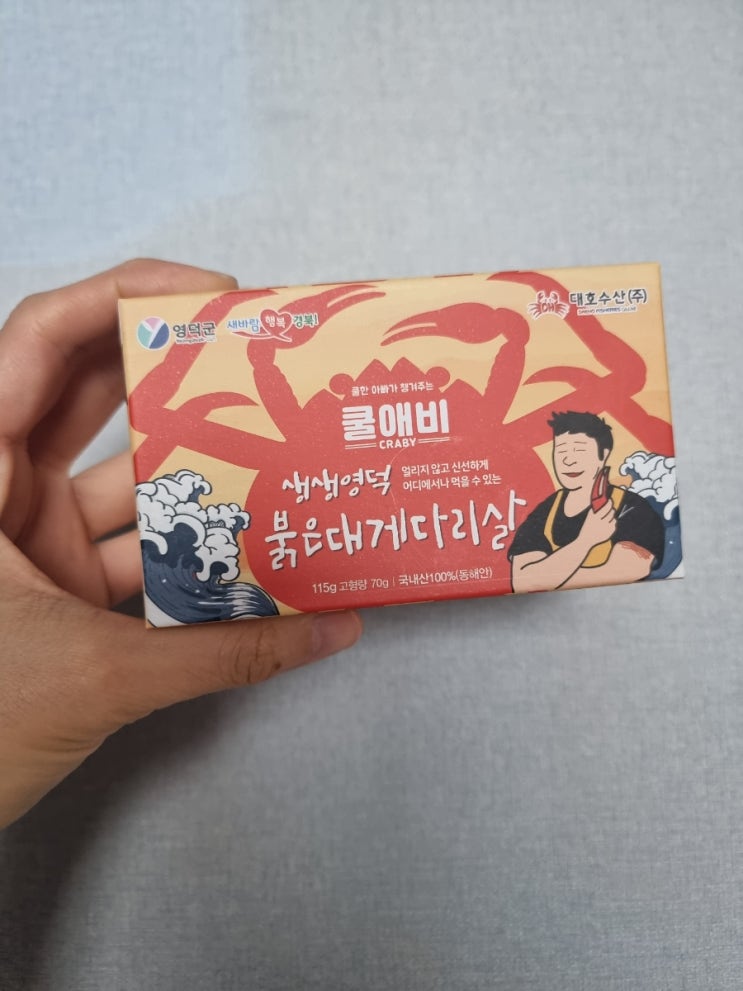 영덕군
새바람 행복 경북!
대호수산(주)
쿨한 아빠가 챙겨주는
쿨애비
CRABY
생생영덕
얼리지 않고 신선하게
어디에서나 먹을 수 있는
붉은대게다리살
115g 고형량 70g | 국내산100%(동해안)